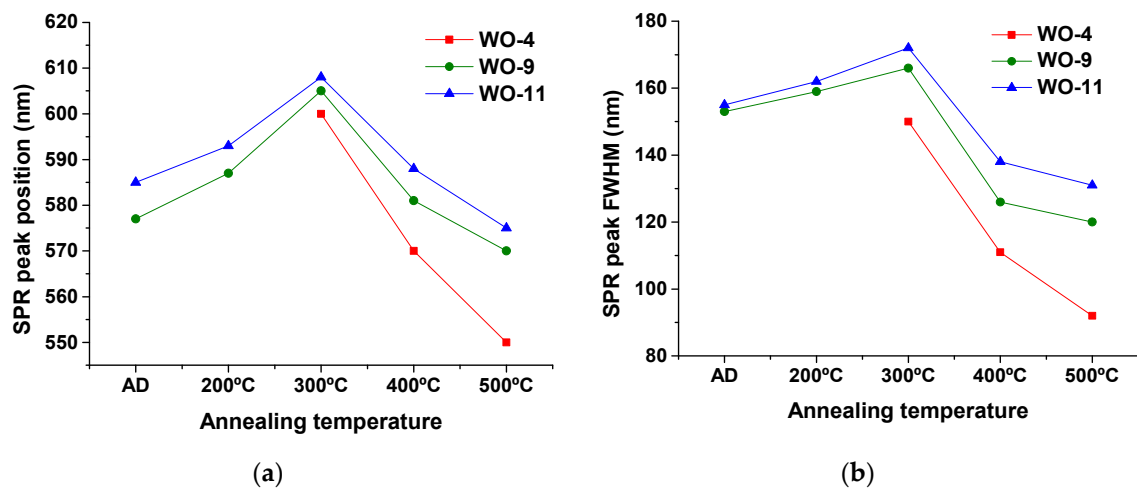 620
610
600
590
580
570
560
550
SPR peak position (nm)
WO-4
WO-9
WO-11
AD 200ºC 300ºC 400ºC 500ºC
Annealing temperature
(a)
180
160
140
120
100
80
SPR peak FWHM (nm)
WO-4
WO-9
WO-11
AD 200ºC 300ºC 400ºC 500ºC
Annealing temperature
(b)